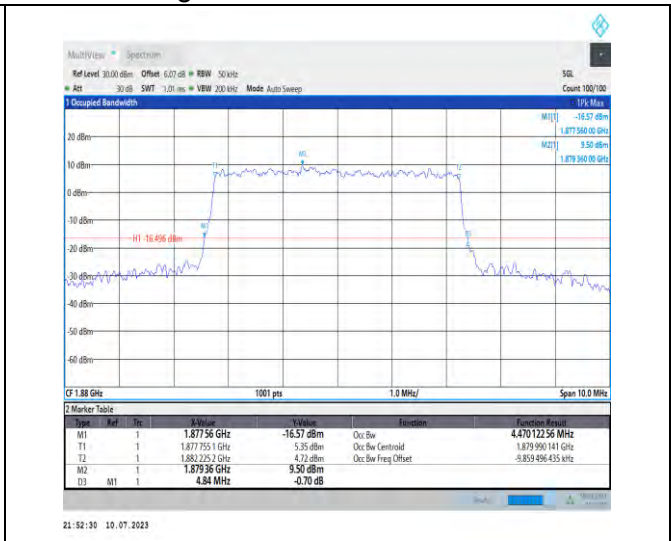 MultiView Spectrum
Ref Level 30.00 dBm Offset 6.07 dB RBW 50 kHz SGL
Att 30 dB SWT 1.01 ms VBW 200 kHz Mode Auto Sweep Count 100/100
1 Occupied Bandwidth 1Pk Max
M1[1] -16.57 dBm
1.877 560 00 GHz
M2[1] 9.50 dBm
1.879 360 00 GHz
20 dBm
10 dBm
0 dBm
-10 dBm
H1 -16.496 dBm
-20 dBm
-30 dBm
-40 dBm
-50 dBm
-60 dBm
T1
M2
T2
M1
D3
CF 1.88 GHz 1001 pts 1.0 MHz/ Span 10.0 MHz
2 Marker Table
Type Ref Trc X-Value Y-Value Function Function Result
M1 1 1.877 56 GHz -16.57 dBm Occ Bw 4.470 122 56 MHz
T1 1 1.877 755 1 GHz 5.35 dBm Occ Bw Centroid 1.879 990 141 GHz
T2 1 1.882 225 2 GHz 4.72 dBm Occ Bw Freq Offset -9.859 496 435 kHz
M2 1 1.879 36 GHz 9.50 dBm
D3 M1 1 4.84 MHz -0.70 dB
21:52:30 10.07.2023